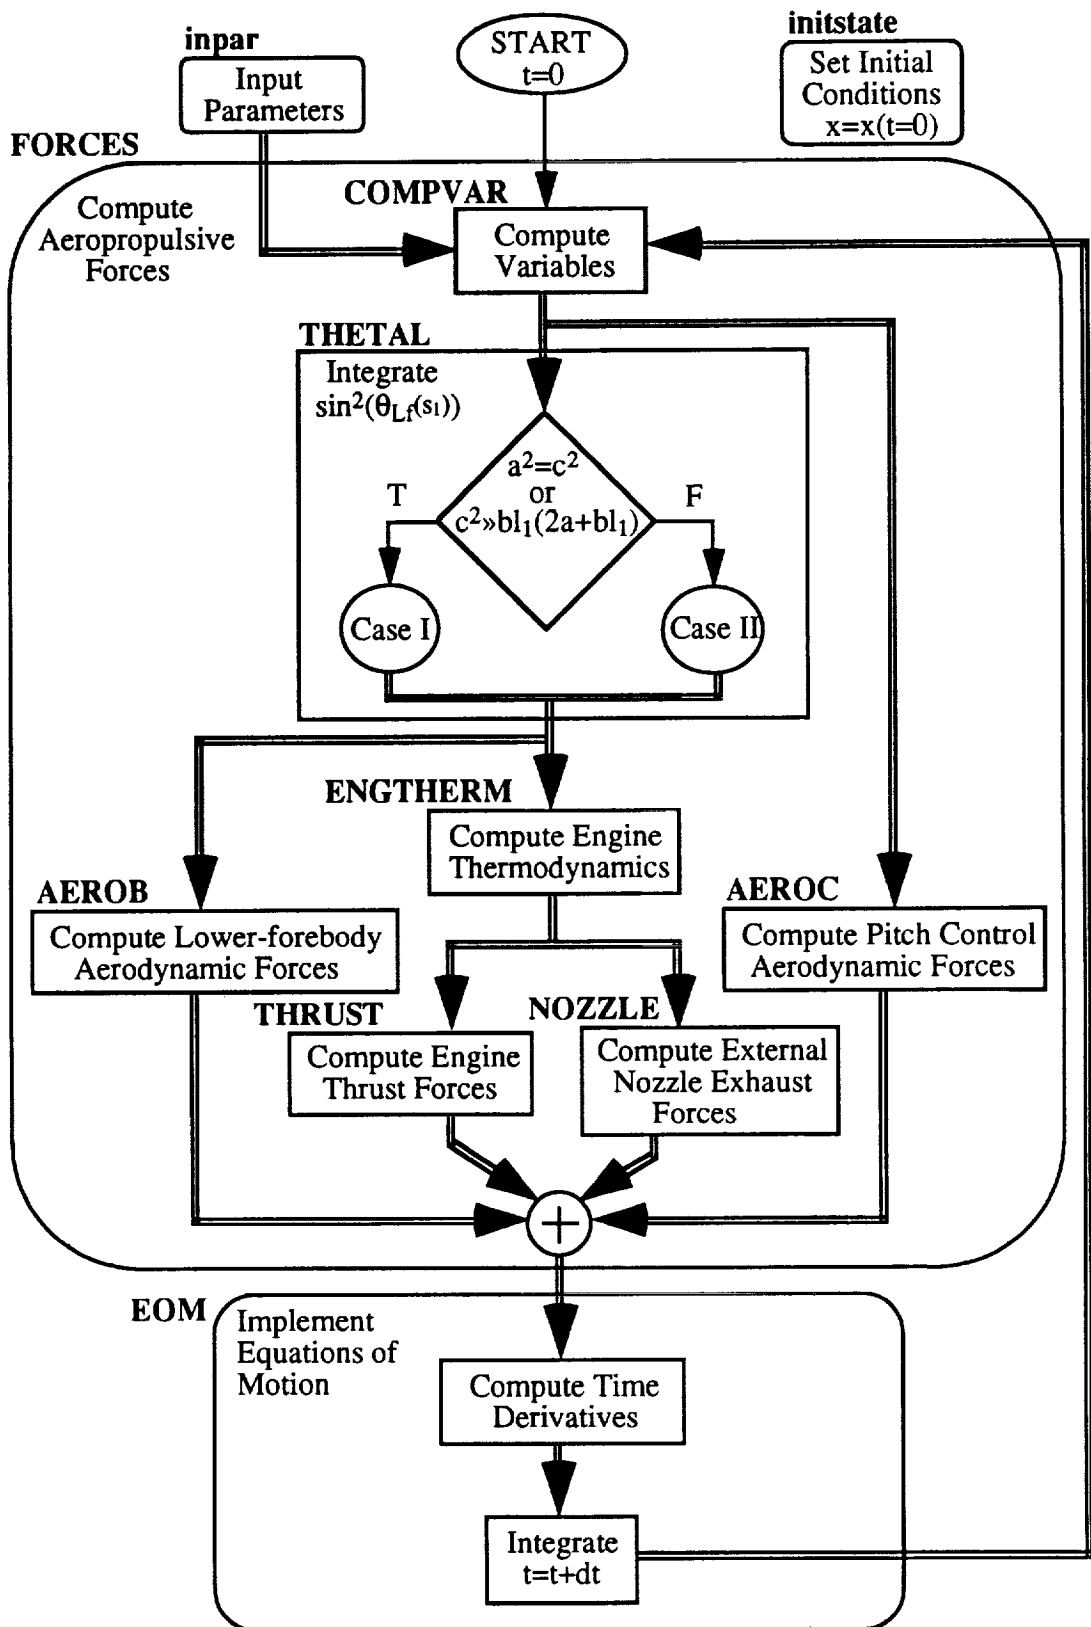 inpar
Input
Parameters
START
t=0
initstate
Set Initial
Conditions
x=x(t=0)
FORCES
Compute
Aeropropulsive
Forces
COMPVAR
Compute
Variables
THETAL
Integrate
sin²(θLf(s₁))
a²=c²
or
c²»bl₁(2a+bl₁)
T
F
Case I
Case II
ENGTHERM
Compute Engine
Thermodynamics
AEROB
Compute Lower-forebody
Aerodynamic Forces
AEROC
Compute Pitch Control
Aerodynamic Forces
THRUST
Compute Engine
Thrust Forces
NOZZLE
Compute External
Nozzle Exhaust
Forces
+
EOM
Implement
Equations of
Motion
Compute Time
Derivatives
Integrate
t=t+dt